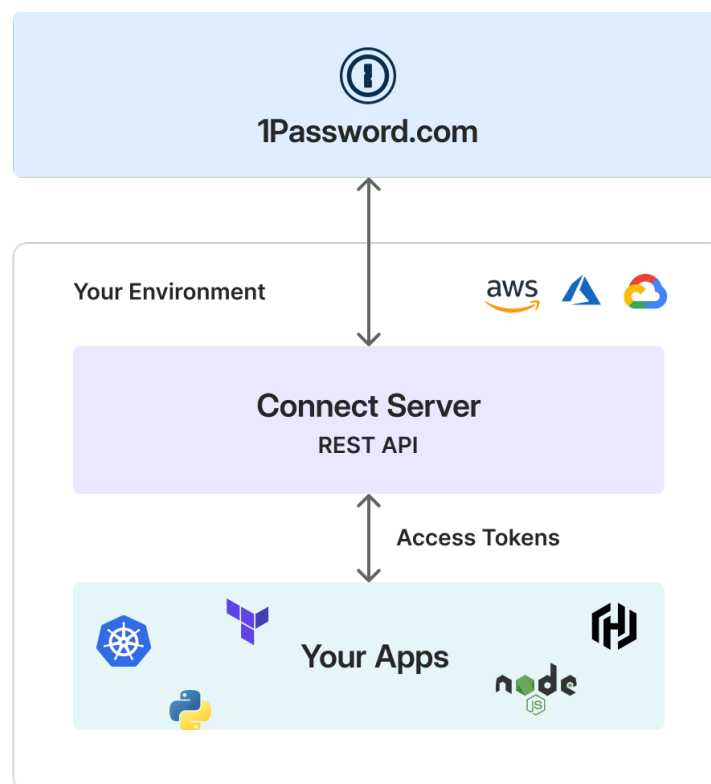 1Password.com
Your Environment
aws
Connect Server
REST API
Access Tokens
Your Apps
node
JS